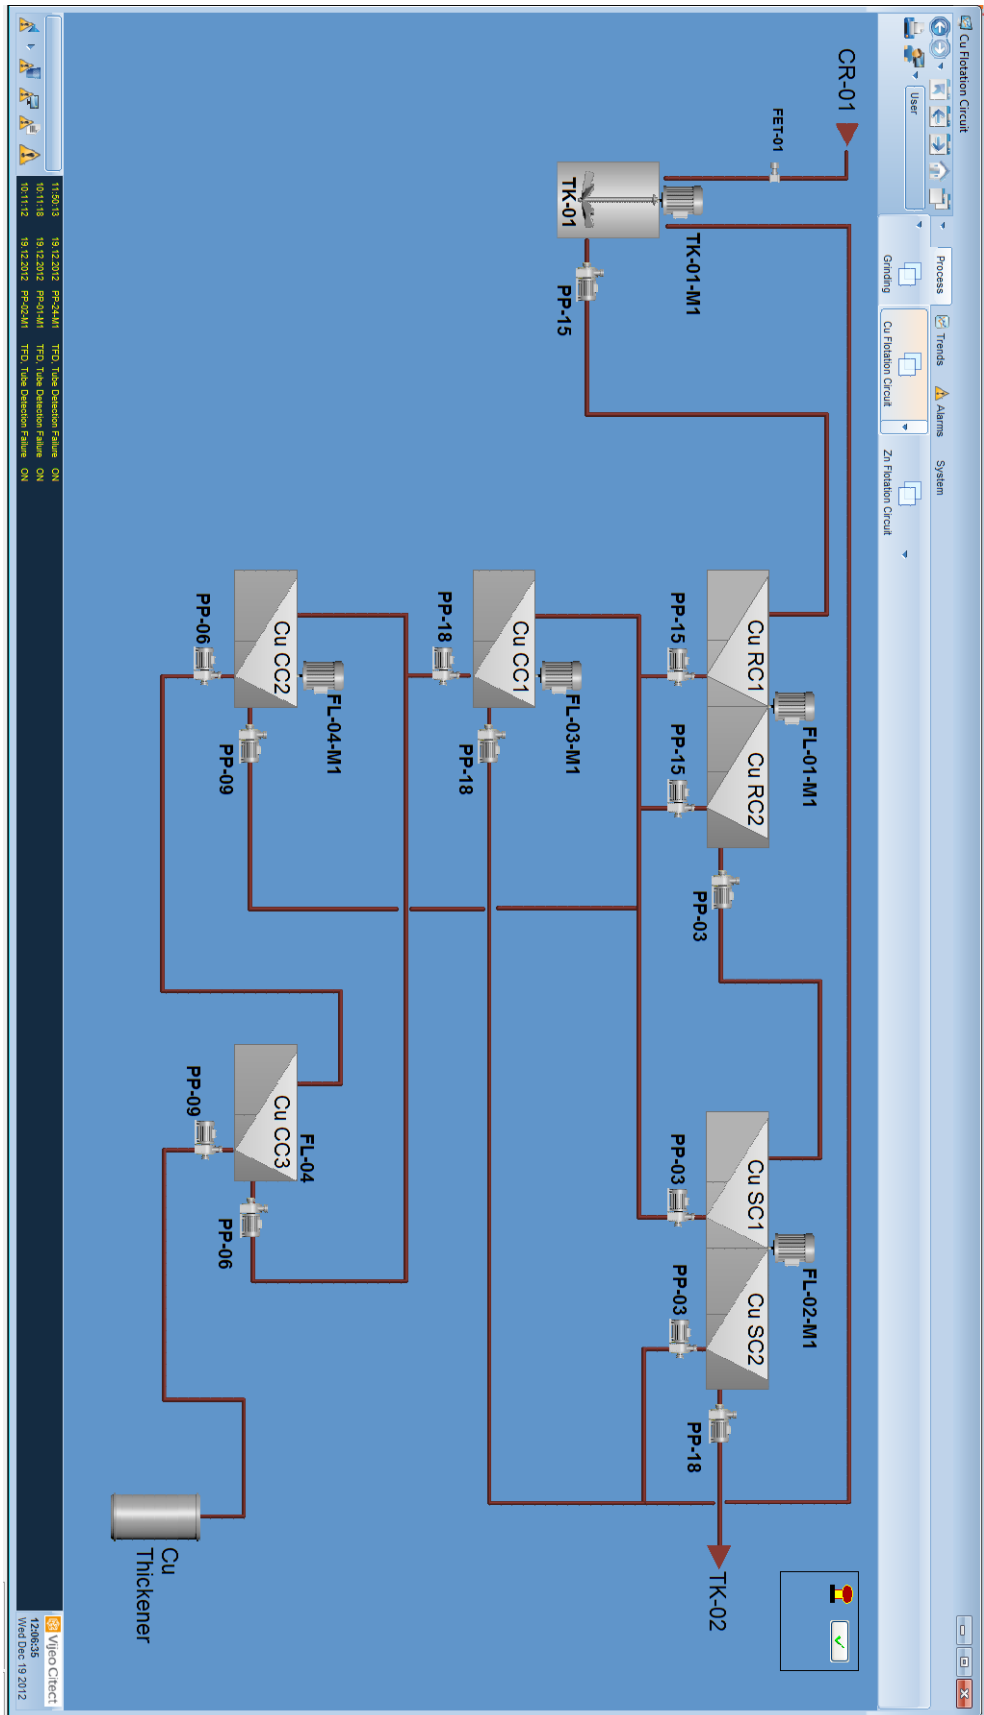 Cu Flotation Circuit
User
Process
Trends
Alarms
System
Grinding
Cu Flotation Circuit
Zn Flotation Circuit
CR-01
FET-01
TK-01-M1
TK-01
PP-15
FL-01-M1
Cu RC1
Cu RC2
PP-15
PP-15
PP-03
FL-02-M1
Cu SC1
Cu SC2
PP-03
PP-03
PP-18
TK-02
FL-03-M1
Cu CC1
PP-18
PP-18
FL-04-M1
Cu CC2
PP-06
PP-09
FL-04
Cu CC3
PP-09
PP-06
Cu
Thickener
11:50:13 19.12.2012 PP-24-M1 TFD, Tube Detection Failure ON
10:11:18 19.12.2012 PP-01-M1 TFD, Tube Detection Failure ON
10:11:12 19.12.2012 PP-02-M1 TFD, Tube Detection Failure ON
Vijeo Citect
12:06:35
Wed Dec 19 2012